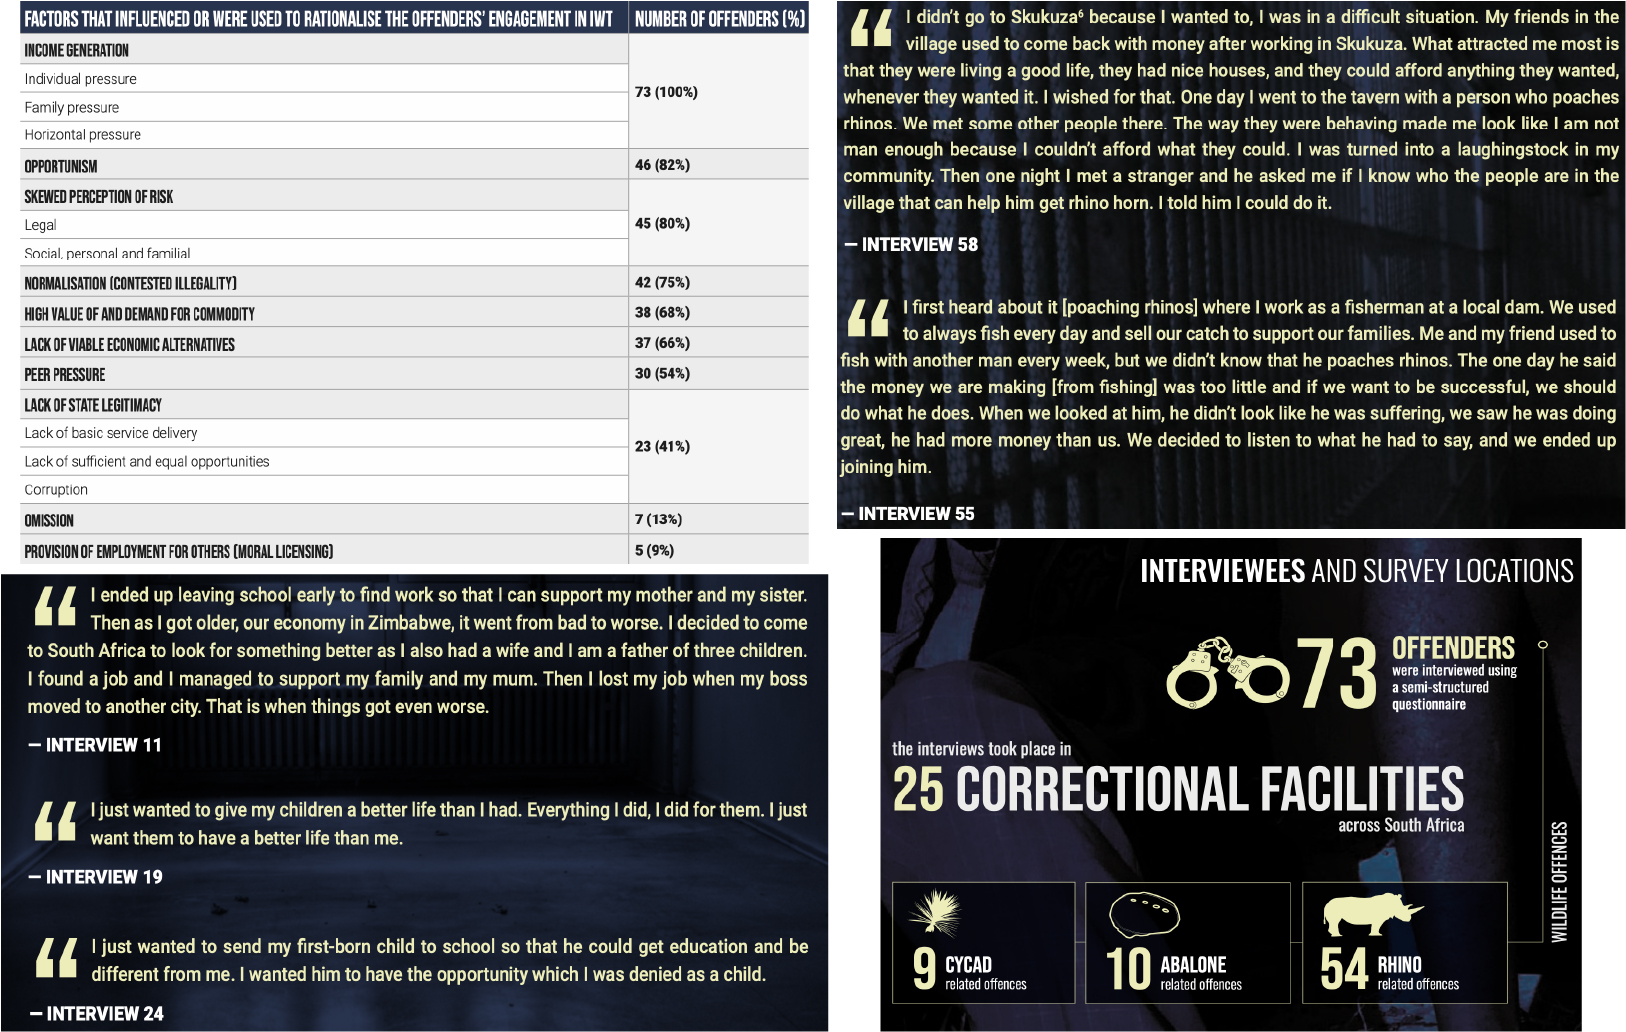 FACTORS THAT INFLUENCED OR WERE USED TO RATIONALISE THE OFFENDERS' ENGAGEMENT IN IWT NUMBER OF OFFENDERS (%)
INCOME GENERATION
Individual pressure
73 (100%)
Family pressure
Horizontal pressure
OPPORTUNISM 46 (82%)
SKEWED PERCEPTION OF RISK
Legal 45 (80%)
Social, personal and familial
NORMALISATION (CONTESTED ILLEGALITY) 42 (75%)
HIGH VALUE OF AND DEMAND FOR COMMODITY 38 (68%)
LACK OF VIABLE ECONOMIC ALTERNATIVES 37 (66%)
PEER PRESSURE 30 (54%)
LACK OF STATE LEGITIMACY
Lack of basic service delivery
23 (41%)
Lack of sufficient and equal opportunities
Corruption
OMISSION 7 (13%)
PROVISION OF EMPLOYMENT FOR OTHERS (MORAL LICENSING) 5 (9%)
“ I ended up leaving school early to find work so that I can support my mother and my sister.
Then as I got older, our economy in Zimbabwe, it went from bad to worse. I decided to come
to South Africa to look for something better as I also had a wife and I am a father of three children.
I found a job and I managed to support my family and my mum. Then I lost my job when my boss
moved to another city. That is when things got even worse.
— INTERVIEW 11
“ I just wanted to give my children a better life than I had. Everything I did, I did for them. I just
want them to have a better life than me.
— INTERVIEW 19
“ I just wanted to send my first-born child to school so that he could get education and be
different from me. I wanted him to have the opportunity which I was denied as a child.
— INTERVIEW 24
“ I didn't go to Skukuza⁶ because I wanted to, I was in a difficult situation. My friends in the
village used to come back with money after working in Skukuza. What attracted me most is
that they were living a good life, they had nice houses, and they could afford anything they wanted,
whenever they wanted it. I wished for that. One day I went to the tavern with a person who poaches
rhinos. We met some other people there. The way they were behaving made me look like I am not
man enough because I couldn't afford what they could. I was turned into a laughingstock in my
community. Then one night I met a stranger and he asked me if I know who the people are in the
village that can help him get rhino horn. I told him I could do it.
— INTERVIEW 58
“ I first heard about it [poaching rhinos] where I work as a fisherman at a local dam. We used
to always fish every day and sell our catch to support our families. Me and my friend used to
fish with another man every week, but we didn't know that he poaches rhinos. The one day he said
the money we are making [from fishing] was too little and if we want to be successful, we should
do what he does. When we looked at him, he didn't look like he was suffering, we saw he was doing
great, he had more money than us. We decided to listen to what he had to say, and we ended up
joining him.
— INTERVIEW 55
INTERVIEWEES AND SURVEY LOCATIONS
73 OFFENDERS
were interviewed using
a semi-structured
questionnaire
the interviews took place in
25 CORRECTIONAL FACILITIES
across South Africa
WILDLIFE OFFENCES
9 CYCAD
related offences
10 ABALONE
related offences
54 RHINO
related offences